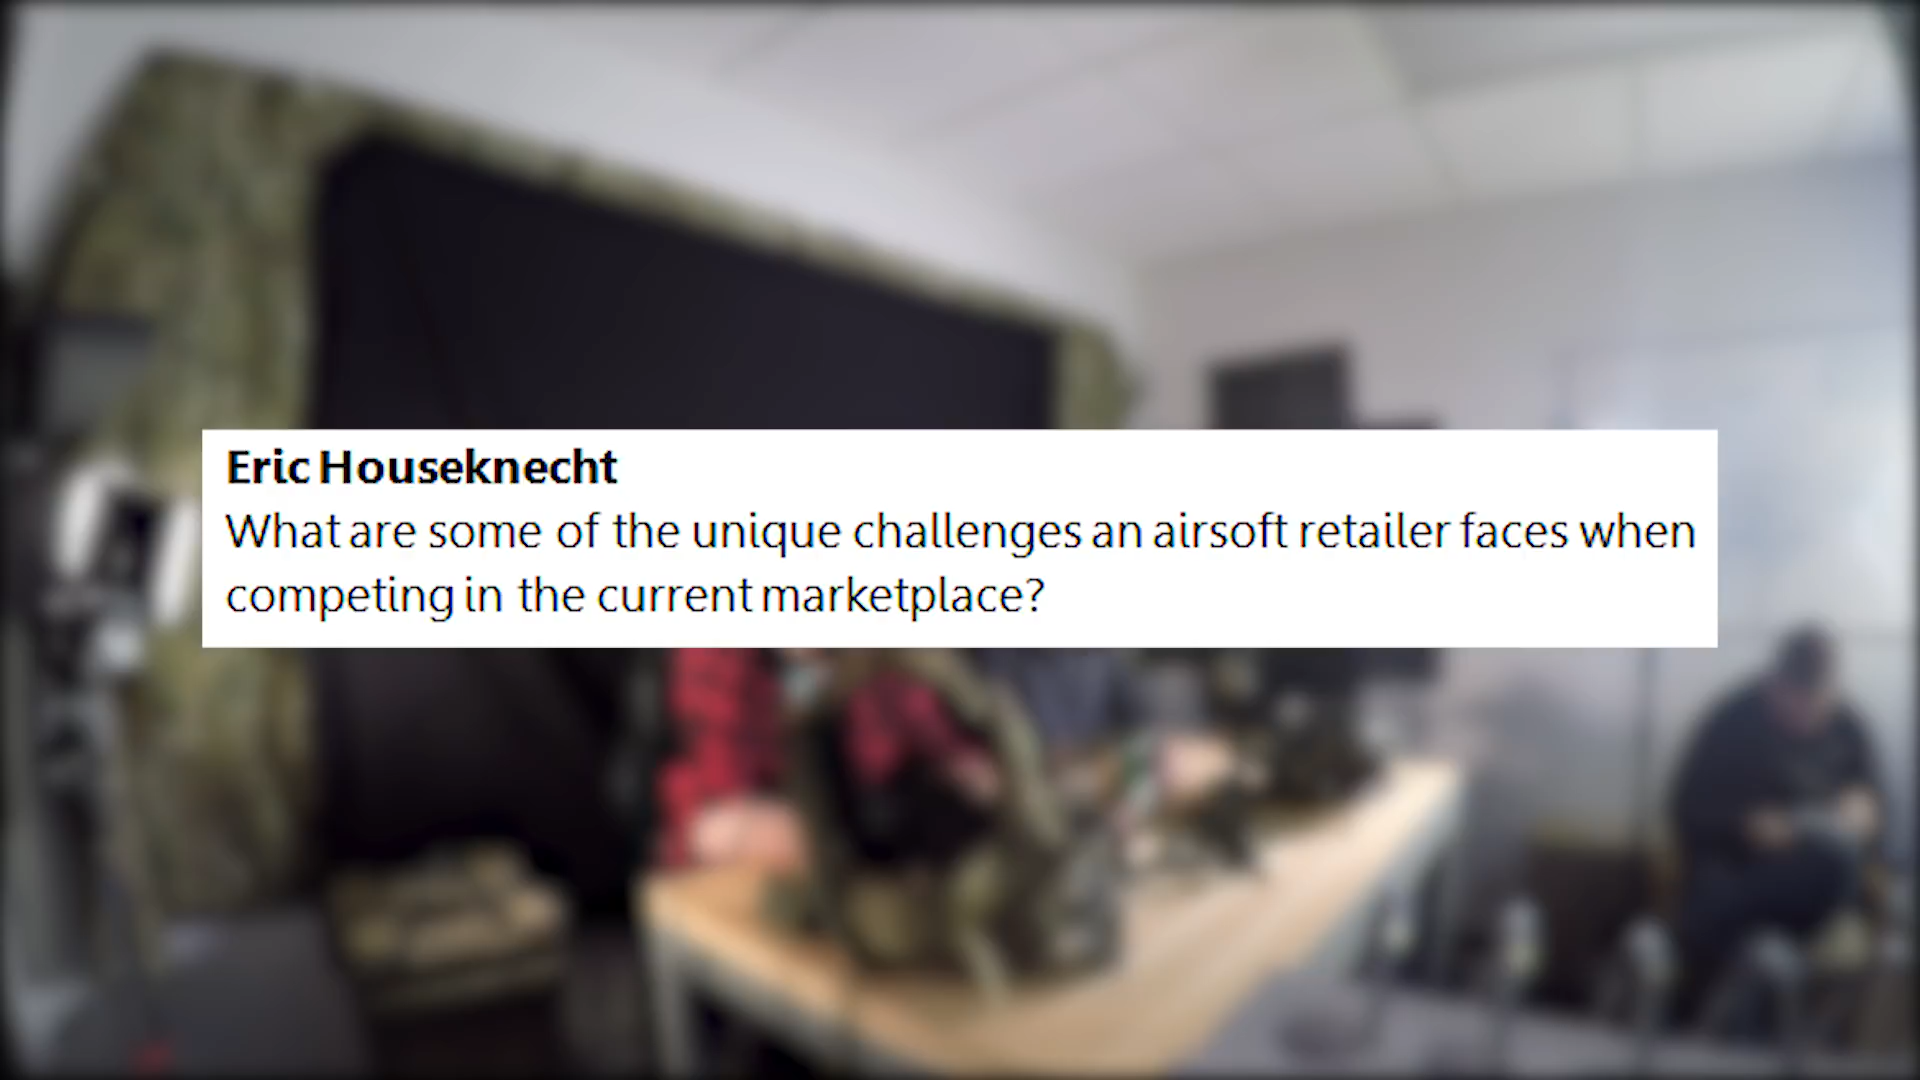 Eric Houseknecht
What are some of the unique challenges an airsoft retailer faces when
competing in the current marketplace?